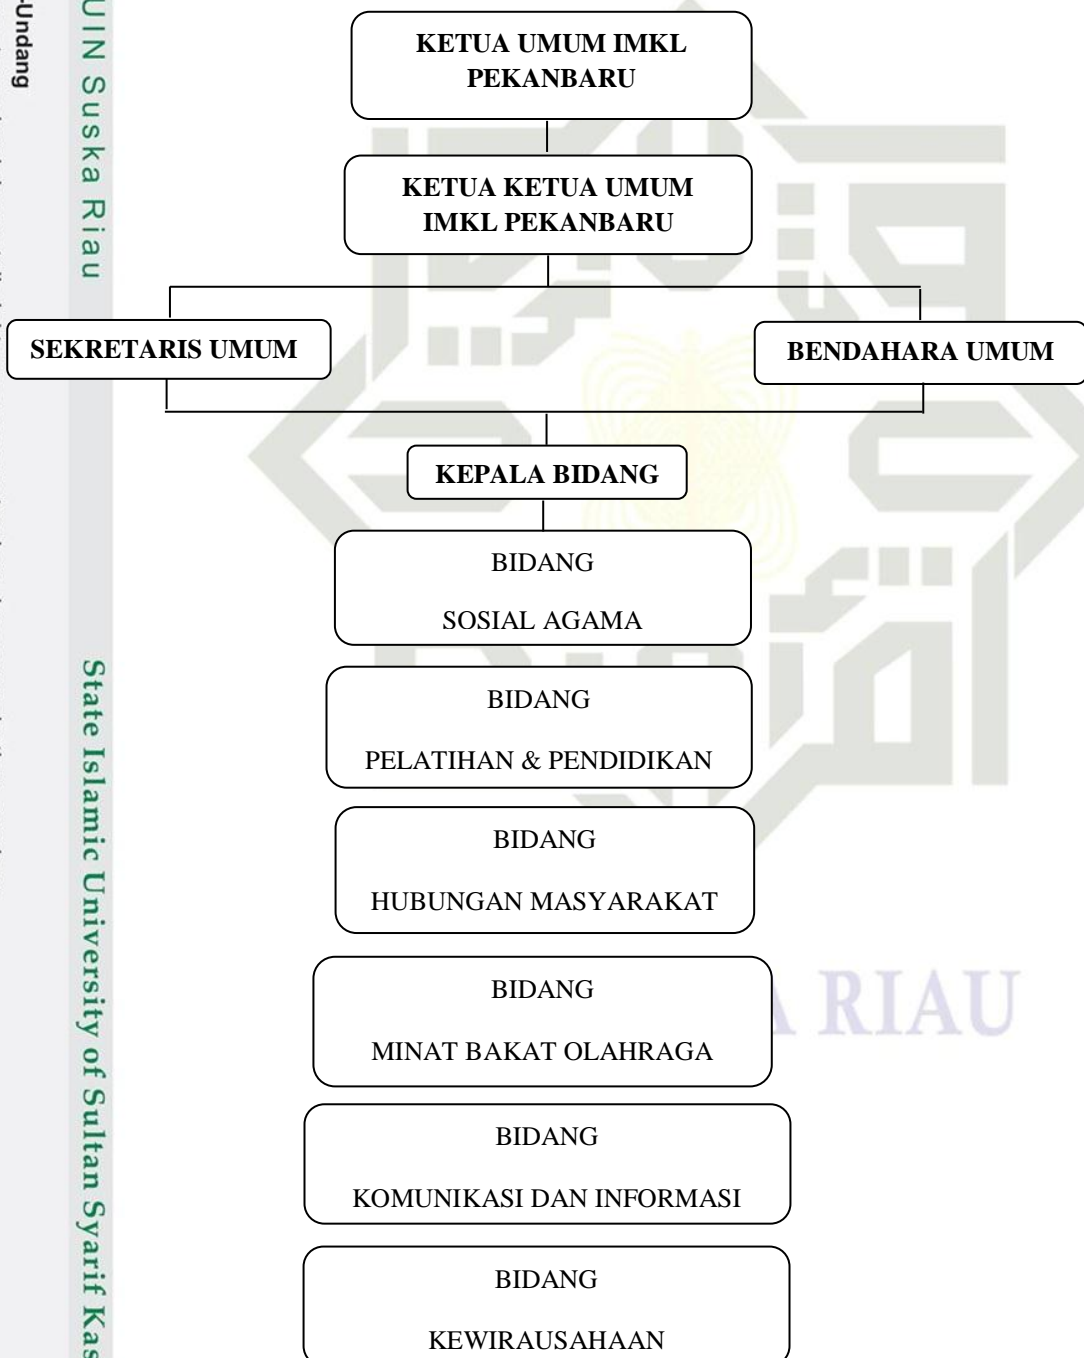 -Undang
UIN Suska Riau
State Islamic University of Sultan Syarif Kas
KETUA UMUM IMKL
PEKANBARU
KETUA KETUA UMUM
IMKL PEKANBARU
SEKRETARIS UMUM
BENDAHARA UMUM
KEPALA BIDANG
BIDANG
SOSIAL AGAMA
BIDANG
PELATIHAN & PENDIDIKAN
BIDANG
HUBUNGAN MASYARAKAT
BIDANG
MINAT BAKAT OLAHRAGA
BIDANG
KOMUNIKASI DAN INFORMASI
BIDANG
KEWIRAUSAHAAN
A RIAU